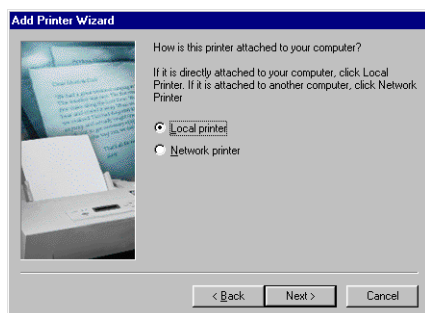 Add Printer Wizard
How is this printer attached to your computer?
If it is directly attached to your computer, click Local
Printer. If it is attached to another computer, click Network
Printer
Local printer
Network printer
< Back
Next >
Cancel